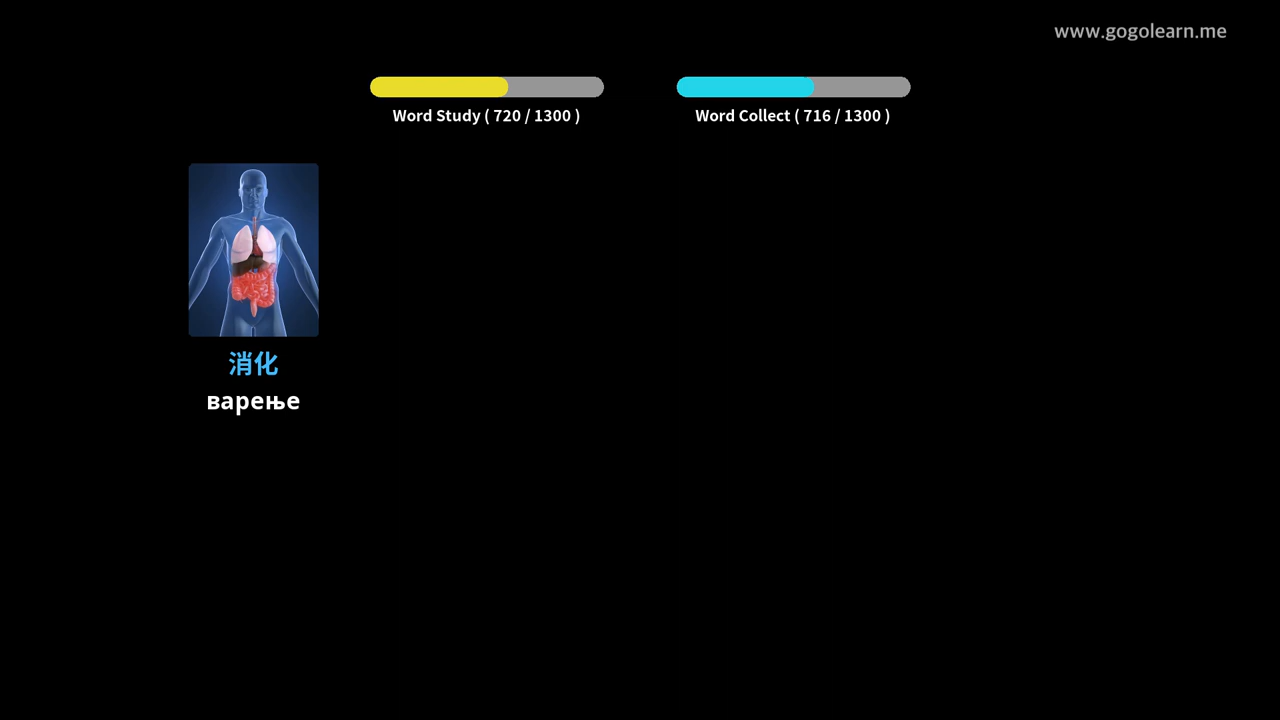 www.gogolearn.me
Word Study ( 720 / 1300 )
Word Collect ( 716 / 1300 )
消化
варење